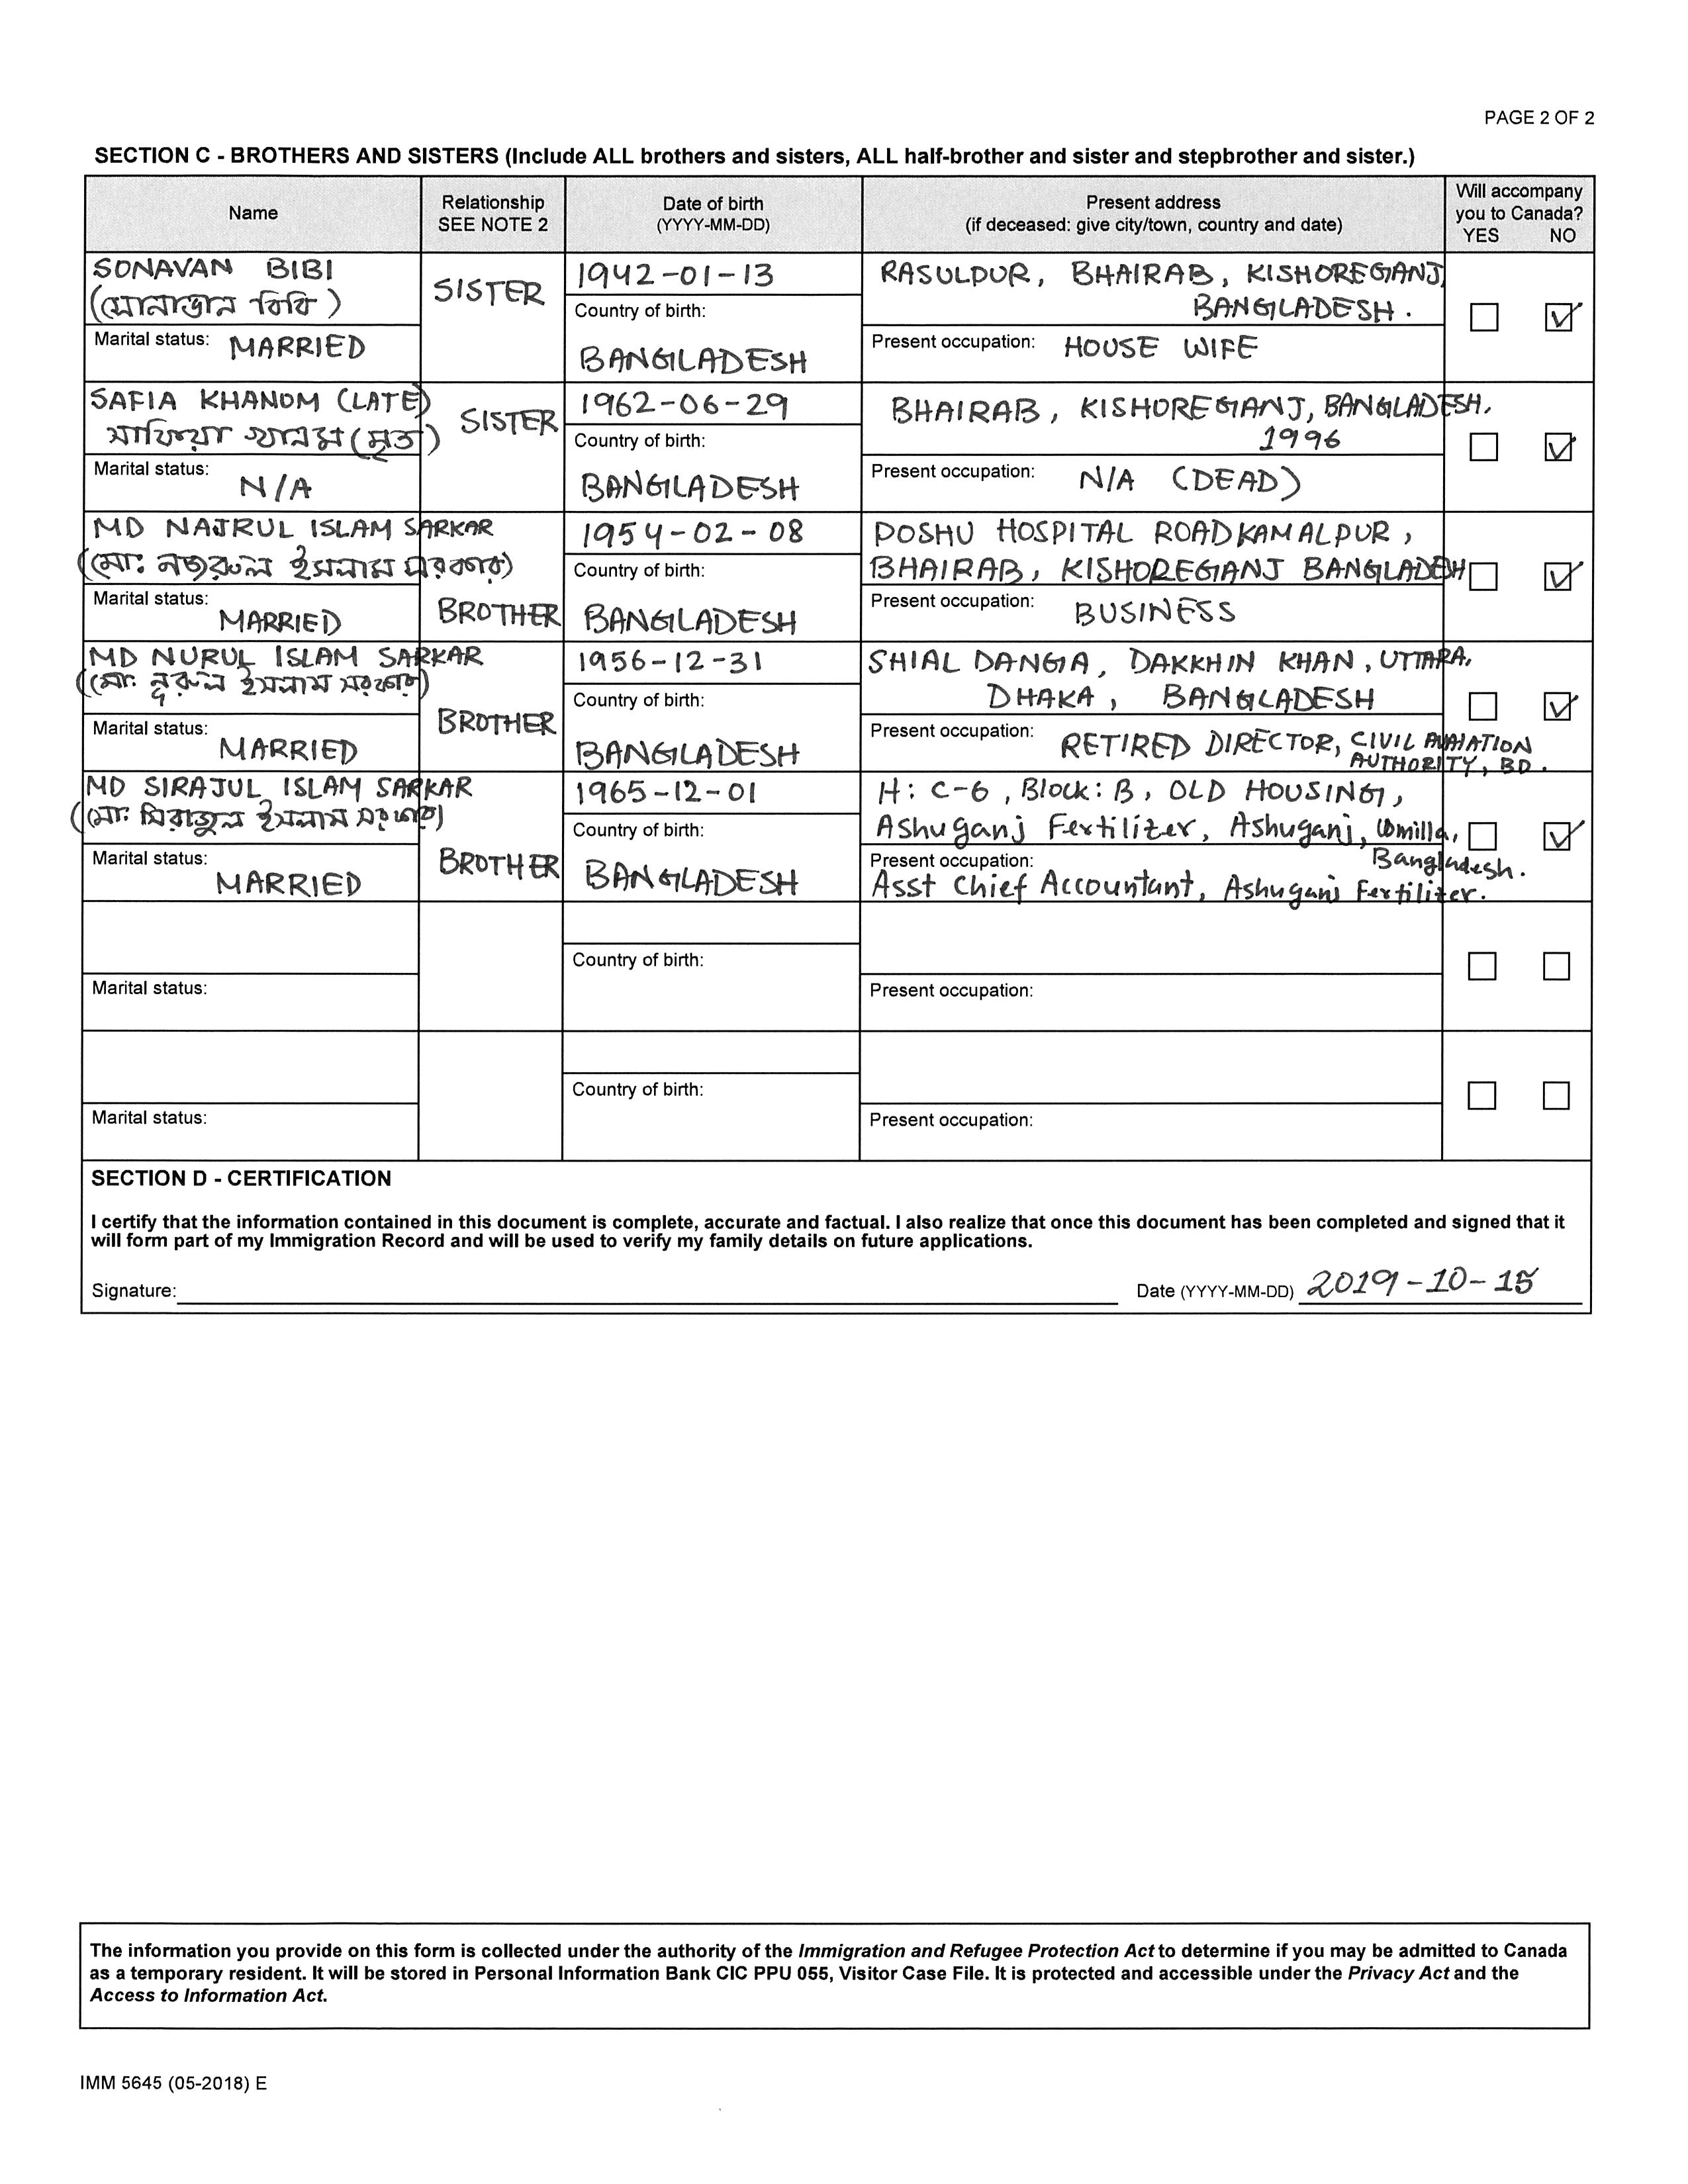 PAGE 2 OF 2
SECTION C - BROTHERS AND SISTERS (Include ALL brothers and sisters, ALL half-brother and sister and stepbrother and sister.)
Name
Relationship
SEE NOTE 2
Date of birth
(YYYY-MM-DD)
Present address
(if deceased: give city/town, country and date)
Will accompany
you to Canada?
YES NO
SONAVAN BIBI
(সোনাভান বিবি)
Marital status: MARRIED
SISTER
1942-01-13
Country of birth:
BANGLADESH
RASULPUR, BHAIRAB, KISHOREGANJ
BANGLADESH.
Present occupation: HOUSE WIFE
SAFIA KHANOM (LATE)
সাফিয়া খানম (মৃত)
Marital status:
N/A
SISTER
1962-06-29
Country of birth:
BANGLADESH
BHAIRAB, KISHOREGANJ, BANGLADESH.
1996
Present occupation: N/A (DEAD)
MD NAJRUL ISLAM SARKAR
(মো: নজরুল ইসলাম সরকার)
Marital status:
MARRIED
BROTHER
1954-02-08
Country of birth:
BANGLADESH
POSHU HOSPITAL ROAD KAMALPUR,
BHAIRAB, KISHOREGANJ BANGLADESH
Present occupation: BUSINESS
MD NURUL ISLAM SARKAR
(মো: নুরুল ইসলাম সরকার)
Marital status:
MARRIED
BROTHER
1956-12-31
Country of birth:
BANGLADESH
SHIAL DANGA, DAKKHIN KHAN, UTTARA,
DHAKA, BANGLADESH
Present occupation: RETIRED DIRECTOR, CIVIL
AUTHORITY, BD.
MD SIRAJUL ISLAM SARKAR
(মো: সিরাজুল ইসলাম সরকার)
Marital status:
MARRIED
BROTHER
1965-12-01
Country of birth:
BANGLADESH
H: C-6, Block: B, OLD HOUSING,
Ashuganj Fertilizer, Ashuganj, Comilla,
Bangladesh.
Present occupation:
Asst Chief Accountant, Ashuganj Fertilizer.
Country of birth:
Marital status:
Present occupation:
Country of birth:
Marital status:
Present occupation:
SECTION D - CERTIFICATION
I certify that the information contained in this document is complete, accurate and factual. I also realize that once this document has been completed and signed that it
will form part of my Immigration Record and will be used to verify my family details on future applications.
Signature:
Date (YYYY-MM-DD) 2019-10-15
The information you provide on this form is collected under the authority of the Immigration and Refugee Protection Act to determine if you may be admitted to Canada
as a temporary resident. It will be stored in Personal Information Bank CIC PPU 055, Visitor Case File. It is protected and accessible under the Privacy Act and the
Access to Information Act.
IMM 5645 (05-2018) E